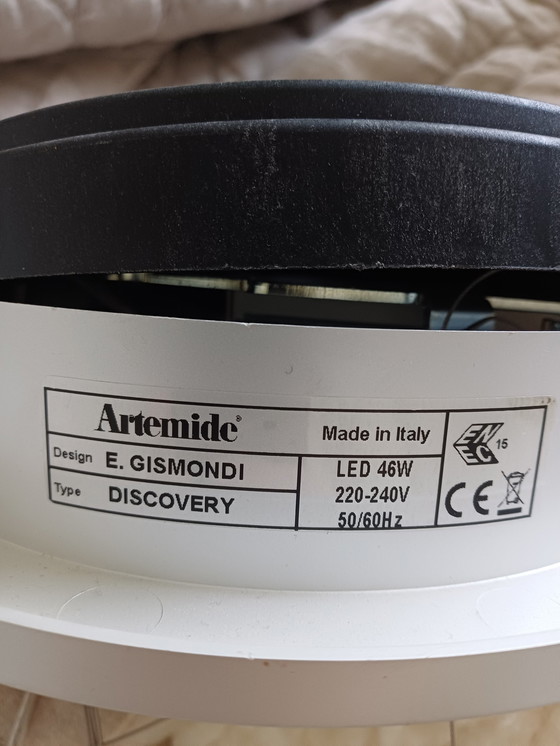 Artemide®
Made in Italy
Design E. GISMONDI
Type DISCOVERY
LED 46W
220-240V
50/60Hz
ENEC 15
CE